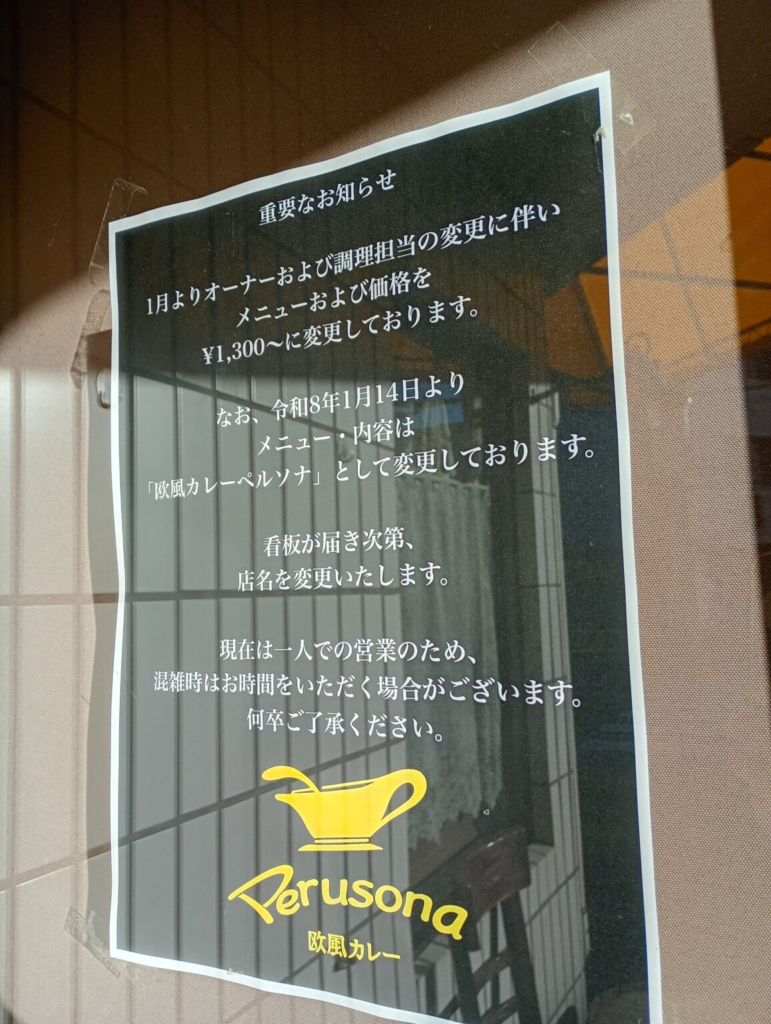 重要なお知らせ
1月よりオーナーおよび調理担当の変更に伴い
メニューおよび価格を
¥1,300〜に変更しております。
なお、令和8年1月14日より
メニュー・内容は
「欧風カレーペルソナ」として変更しております。
看板が届き次第、
店名を変更いたします。
現在は一人での営業のため、
混雑時はお時間をいただく場合がございます。
何卒ご了承ください。
Perusona
欧風カレー